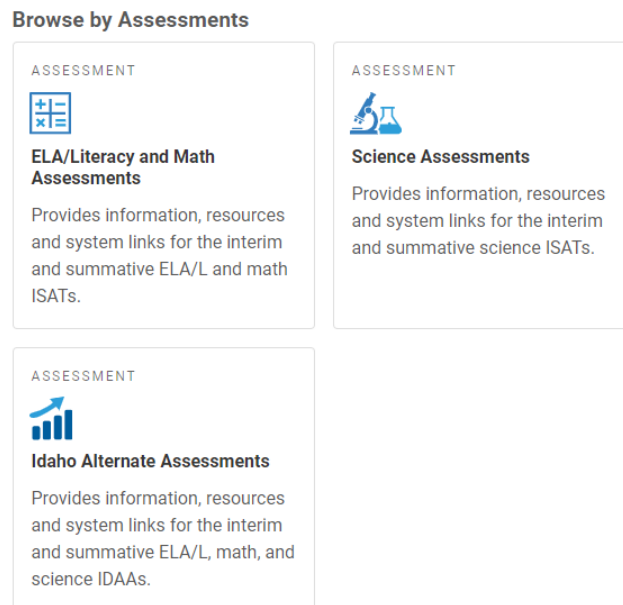 Browse by Assessments
ASSESSMENT
ELA/Literacy and Math
Assessments
Provides information, resources
and system links for the interim
and summative ELA/L and math
ISATs.
ASSESSMENT
Science Assessments
Provides information, resources
and system links for the interim
and summative science ISATs.
ASSESSMENT
Idaho Alternate Assessments
Provides information, resources
and system links for the interim
and summative ELA/L, math, and
science IDAAs.